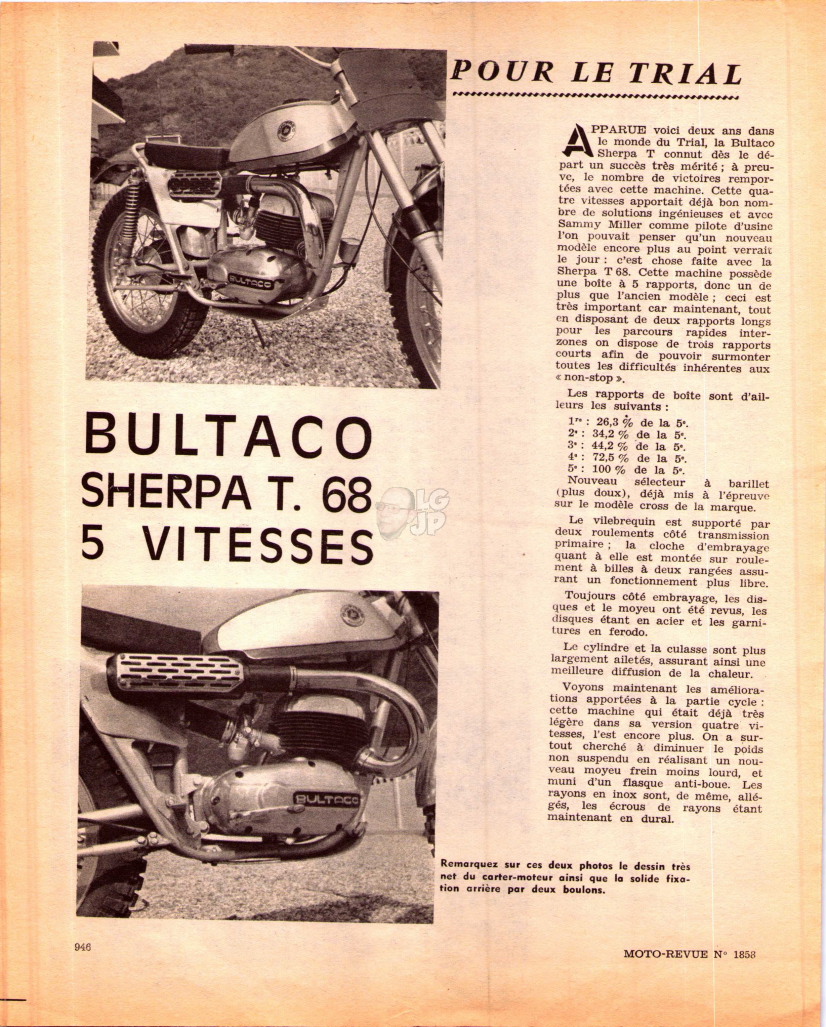 POUR LE TRIAL
APPARUE voici deux ans dans
le monde du Trial, la Bultaco
Sherpa T connut dès le dé-
part un succès très mérité ; à preu-
ve, le nombre de victoires rempor-
tées avec cette machine. Cette qua-
tre vitesses apportait déjà bon nom-
bre de solutions ingénieuses et avec
Sammy Miller comme pilote d'usine
l'on pouvait penser qu'un nouveau
modèle encore plus au point verrait
le jour : c'est chose faite avec la
Sherpa T 68. Cette machine possède
une boîte à 5 rapports, donc un de
plus que l'ancien modèle ; ceci est
très important car maintenant, tout
en disposant de deux rapports longs
pour les parcours rapides inter-
zones on dispose de trois rapports
courts afin de pouvoir surmonter
toutes les difficultés inhérentes aux
« non-stop ».
Les rapports de boîte sont d'ail-
leurs les suivants :
1re : 26,3 % de la 5e.
2e : 34,2 % de la 5e.
3e : 44,2 % de la 5e.
4e : 72,5 % de la 5e.
5e : 100 % de la 5e.
Nouveau sélecteur à barillet
(plus doux), déjà mis à l'épreuve
sur le modèle cross de la marque.
Le vilebrequin est supporté par
deux roulements côté transmission
primaire ; la cloche d'embrayage
quant à elle est montée sur roule-
ment à billes à deux rangées assu-
rant un fonctionnement plus libre.
Toujours côté embrayage, les dis-
ques et le moyeu ont été revus, les
disques étant en acier et les garni-
tures en ferodo.
Le cylindre et la culasse sont plus
largement ailetés, assurant ainsi une
meilleure diffusion de la chaleur.
Voyons maintenant les améliora-
tions apportées à la partie cycle :
cette machine qui était déjà très
légère dans sa version quatre vi-
tesses, l'est encore plus. On a sur-
tout cherché à diminuer le poids
non suspendu en réalisant un nou-
veau moyeu frein moins lourd, et
muni d'un flasque anti-boue. Les
rayons en inox sont, de même, allé-
gés, les écrous de rayons étant
maintenant en dural.
BULTACO
BULTACO
SHERPA T. 68
5 VITESSES
LG
JP
BULTACO
Remarquez sur ces deux photos le dessin très
net du carter-moteur ainsi que la solide fixa-
tion arrière par deux boulons.
946
MOTO-REVUE N° 1858